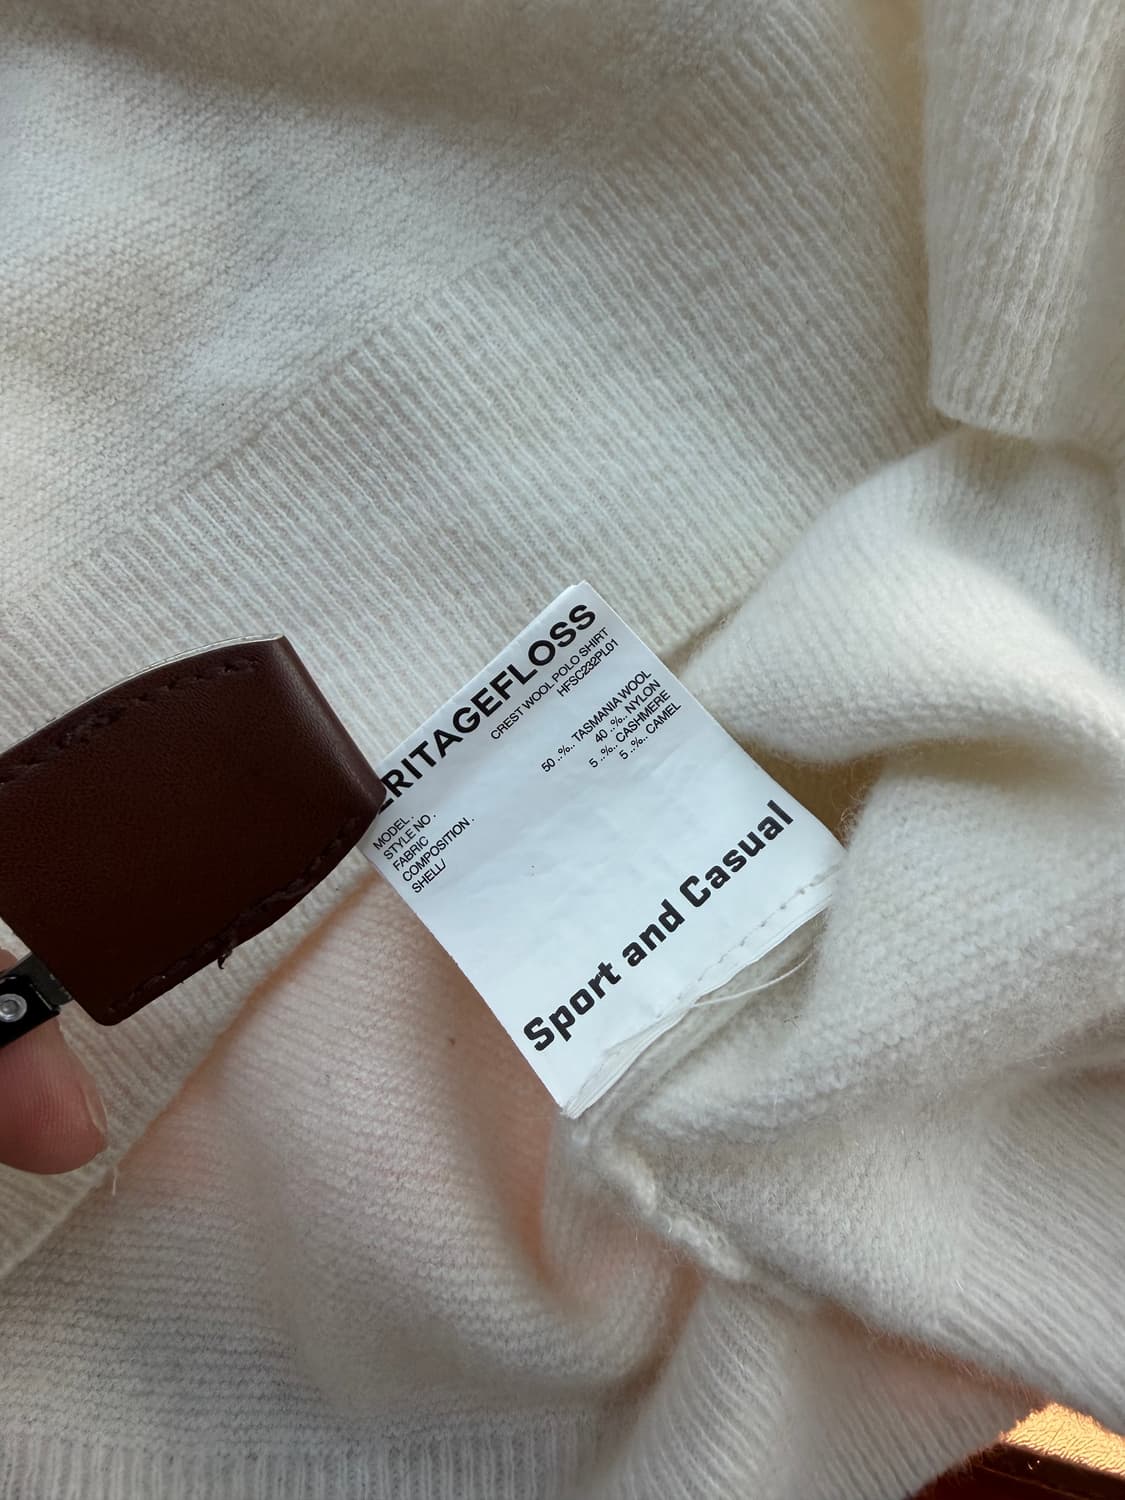 ERITAGEFLOSS
CREST WOOL POLO SHIRT
HFSC232PL01
50 ..%.. TASMANIA WOOL
40 ..%.. NYLON
5 ..%.. CASHMERE
5 ..%.. CAMEL
MODEL .
STYLE NO .
FABRIC
COMPOSITION .
SHELL/
Sport and Casual